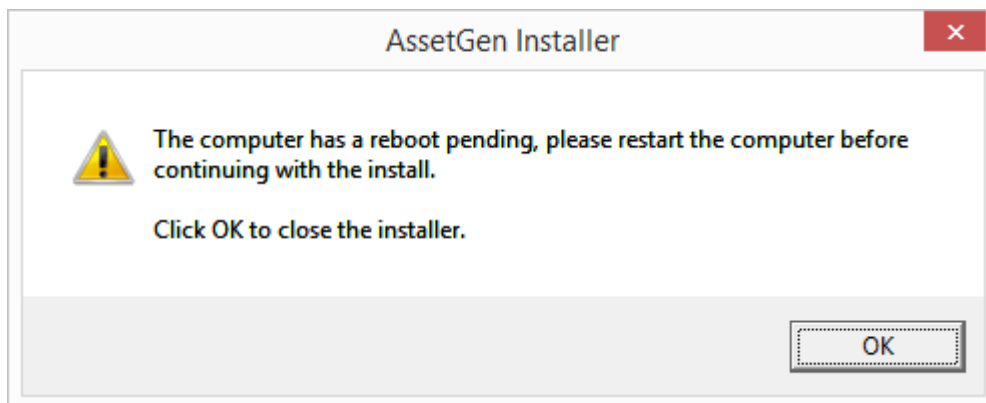 AssetGen Installer
The computer has a reboot pending, please restart the computer before
continuing with the install.
Click OK to close the installer.
OK